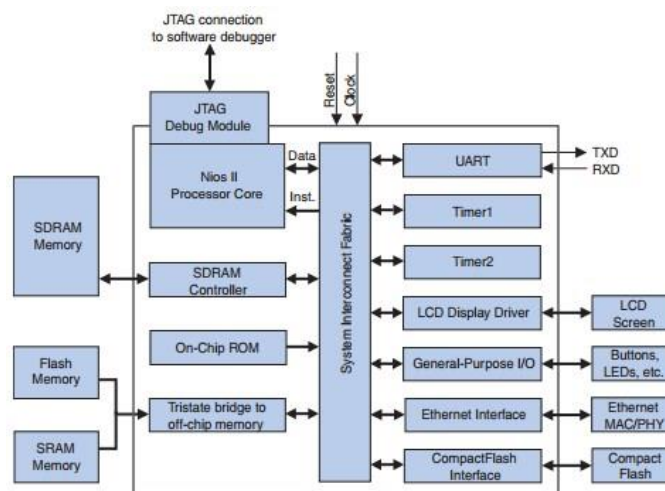 JTAG connection
to software debugger
Reset
Clock
JTAG
Debug Module
Nios II
Processor Core
Data
Inst.
System Interconnect Fabric
UART
TXD
RXD
Timer1
Timer2
SDRAM
Memory
SDRAM
Controller
LCD Display Driver
LCD
Screen
On-Chip ROM
General-Purpose I/O
Buttons,
LEDs, etc.
Flash
Memory
Tristate bridge to
off-chip memory
Ethernet Interface
Ethernet
MAC/PHY
SRAM
Memory
CompactFlash
Interface
Compact
Flash